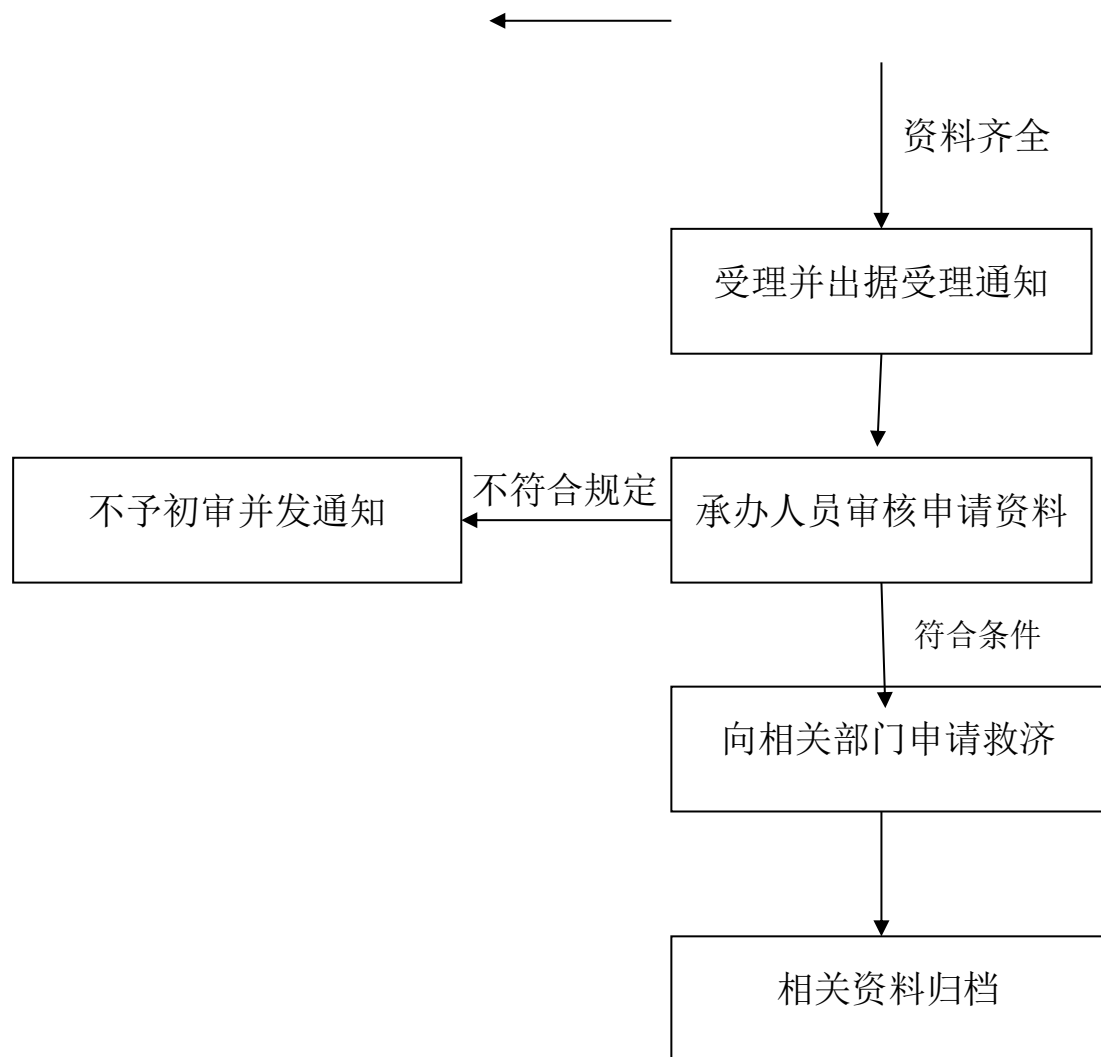 资料齐全
受理并出据受理通知
不予初审并发通知
不符合规定
承办人员审核申请资料
符合条件
向相关部门申请救济
相关资料归档